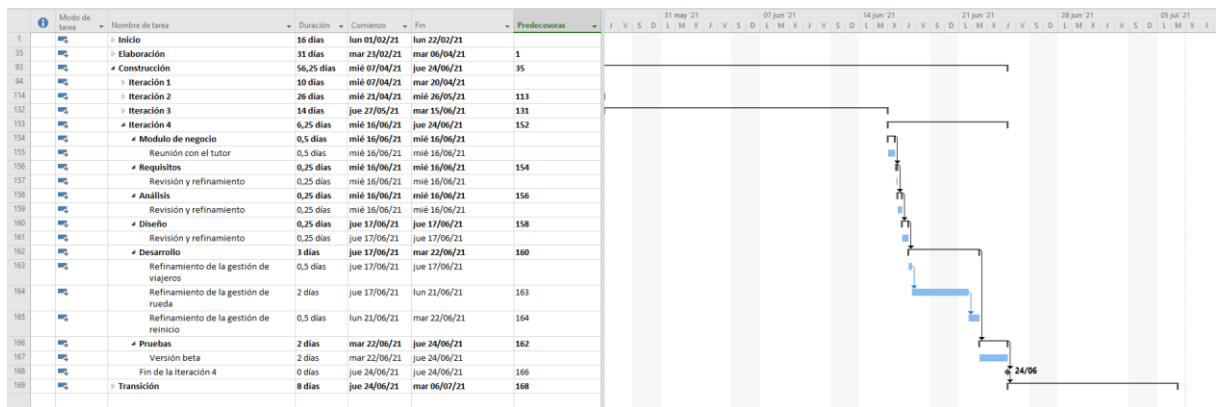 Modo de tarea Nombre de tarea Duración Comienzo Fin Predecesoras
31 may '21 07 jun '21 14 jun '21 21 jun '21 28 jun '21 05 jul '21
J V S D L M X J V S D L M X J V S D L M X J V S D L M X J V S D L M X J V S D L M X J
1 Inicio 16 días lun 01/02/21 lun 22/02/21
35 Elaboración 31 días mar 23/02/21 mar 06/04/21 1
93 Construcción 56,25 días mié 07/04/21 jue 24/06/21 35
94 Iteración 1 10 días mié 07/04/21 mar 20/04/21
114 Iteración 2 26 días mié 21/04/21 mié 26/05/21 113
132 Iteración 3 14 días jue 27/05/21 mar 15/06/21 131
153 Iteración 4 6,25 días mié 16/06/21 jue 24/06/21 152
154 Modulo de negocio 0,5 días mié 16/06/21 mié 16/06/21
155 Reunión con el tutor 0,5 días mié 16/06/21 mié 16/06/21
156 Requisitos 0,25 días mié 16/06/21 mié 16/06/21 154
157 Revisión y refinamiento 0,25 días mié 16/06/21 mié 16/06/21
158 Análisis 0,25 días mié 16/06/21 mié 16/06/21 156
159 Revisión y refinamiento 0,25 días mié 16/06/21 mié 16/06/21
160 Diseño 0,25 días jue 17/06/21 jue 17/06/21 158
161 Revisión y refinamiento 0,25 días jue 17/06/21 jue 17/06/21
162 Desarrollo 3 días jue 17/06/21 mar 22/06/21 160
163 Refinamiento de la gestión de viajeros 0,5 días jue 17/06/21 jue 17/06/21
164 Refinamiento de la gestión de rueda 2 días jue 17/06/21 lun 21/06/21 163
165 Refinamiento de la gestión de reinicio 0,5 días lun 21/06/21 mar 22/06/21 164
166 Pruebas 2 días mar 22/06/21 jue 24/06/21 162
167 Versión beta 2 días mar 22/06/21 jue 24/06/21
168 Fin de la Iteración 4 0 días jue 24/06/21 jue 24/06/21 166
24/06
169 Transición 8 días jue 24/06/21 mar 06/07/21 168